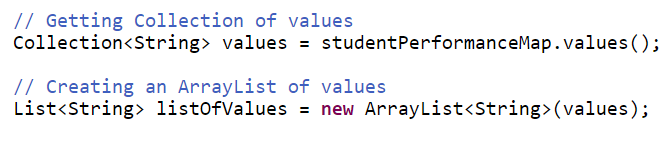 // Getting Collection of values
Collection<String> values = studentPerformanceMap.values();
// Creating an ArrayList of values
List<String> listOfValues = new ArrayList<String>(values);